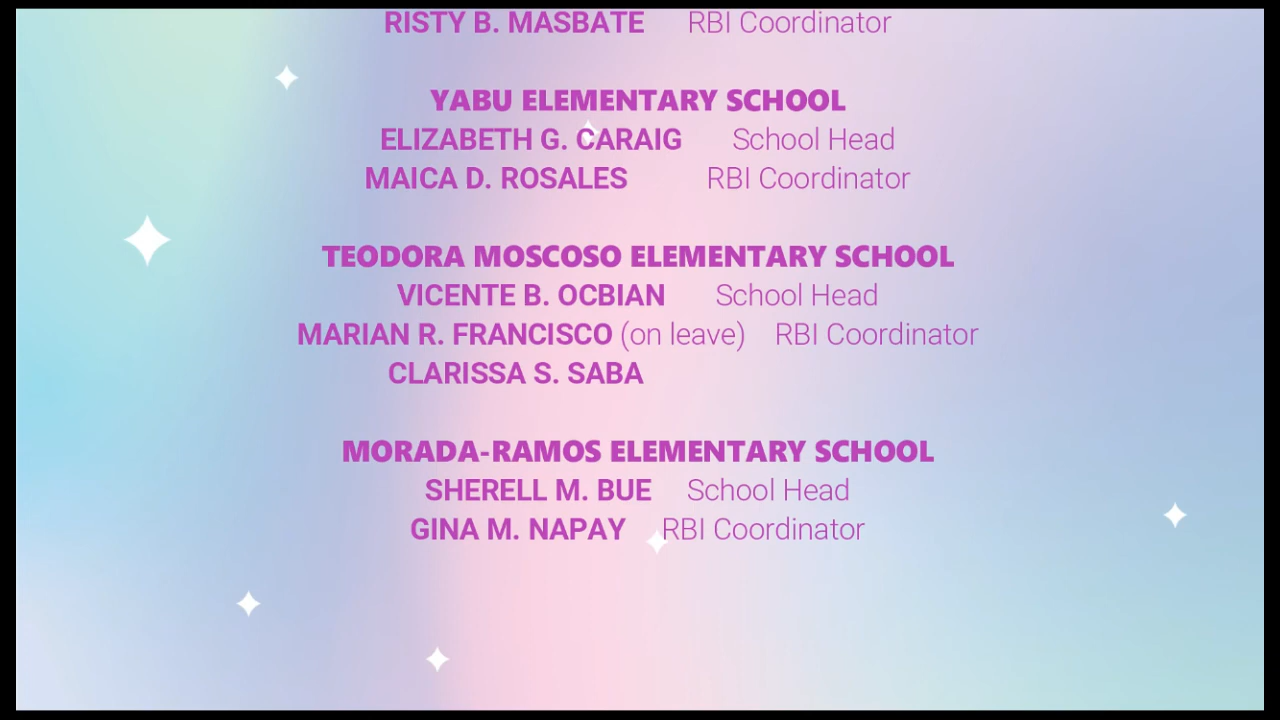 RISTY B. MASBATE RBI Coordinator
YABU ELEMENTARY SCHOOL
ELIZABETH G. CARAIG School Head
MAICA D. ROSALES RBI Coordinator
TEODORA MOSCOSO ELEMENTARY SCHOOL
VICENTE B. OCBIAN School Head
MARIAN R. FRANCISCO (on leave) RBI Coordinator
CLARISSA S. SABA
MORADA-RAMOS ELEMENTARY SCHOOL
SHERELL M. BUE School Head
GINA M. NAPAY RBI Coordinator